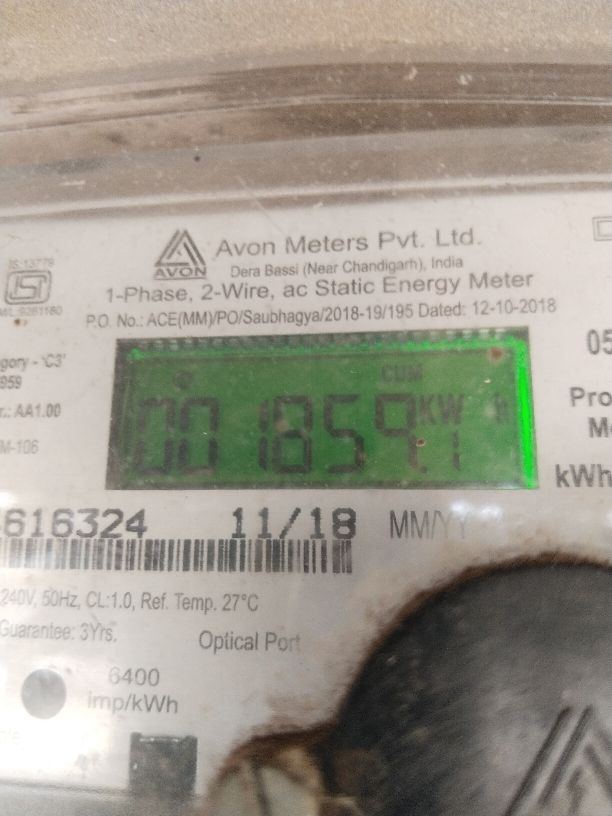 Avon Meters Pvt. Ltd.
AVON
Dera Bassi (Near Chandigarh), India
1-Phase, 2-Wire, ac Static Energy Meter
P.O. No.: ACE(MM)/PO/Saubhagya/2018-19/195 Dated: 12-10-2018
IS:13779
gory - 'C3'
959
r.: AA1.00
M-106
CUM
001859.1 KW h
05
Pro
M
kWh
616324 11/18 MM/YY
240V, 50Hz, CL:1.0, Ref. Temp. 27°C
Guarantee: 3Yrs. Optical Port
6400
imp/kWh